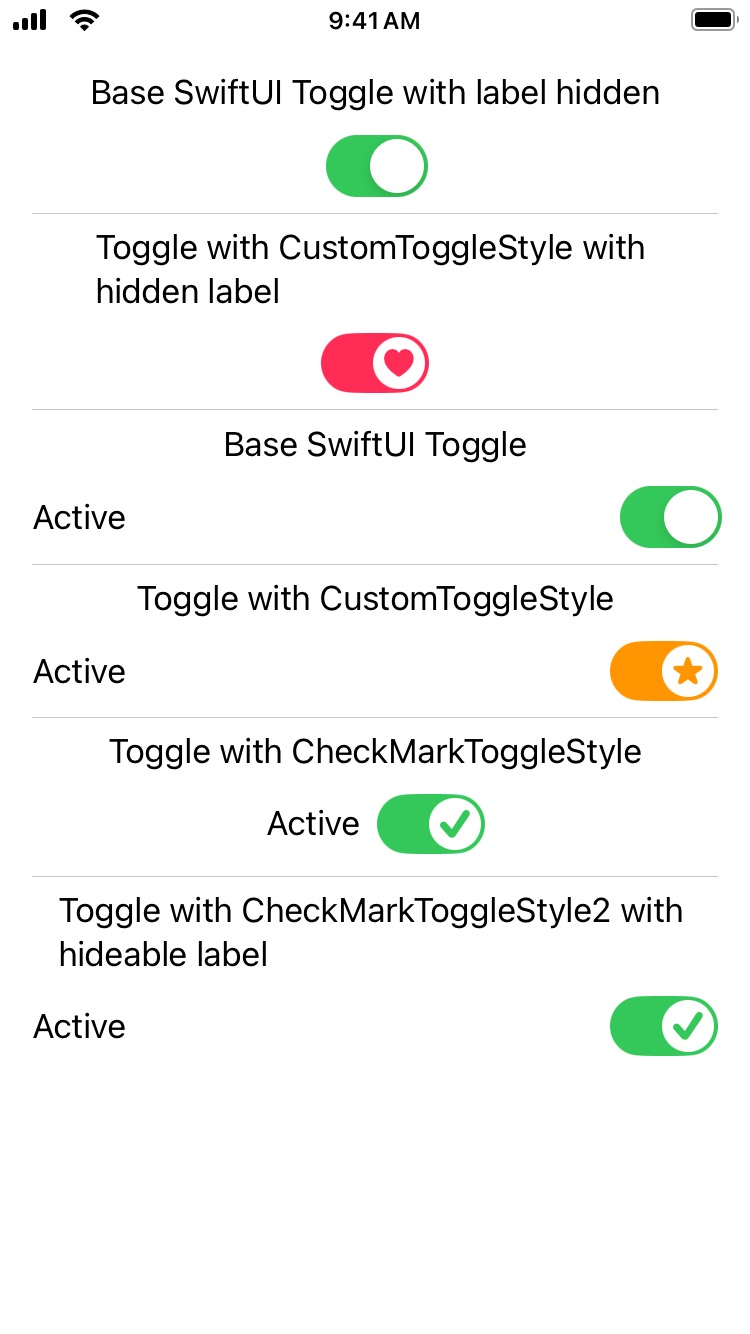 9:41 AM
Base SwiftUI Toggle with label hidden
Toggle with CustomToggleStyle with
hidden label
Base SwiftUI Toggle
Active
Toggle with CustomToggleStyle
Active
Toggle with CheckMarkToggleStyle
Active
Toggle with CheckMarkToggleStyle2 with
hideable label
Active